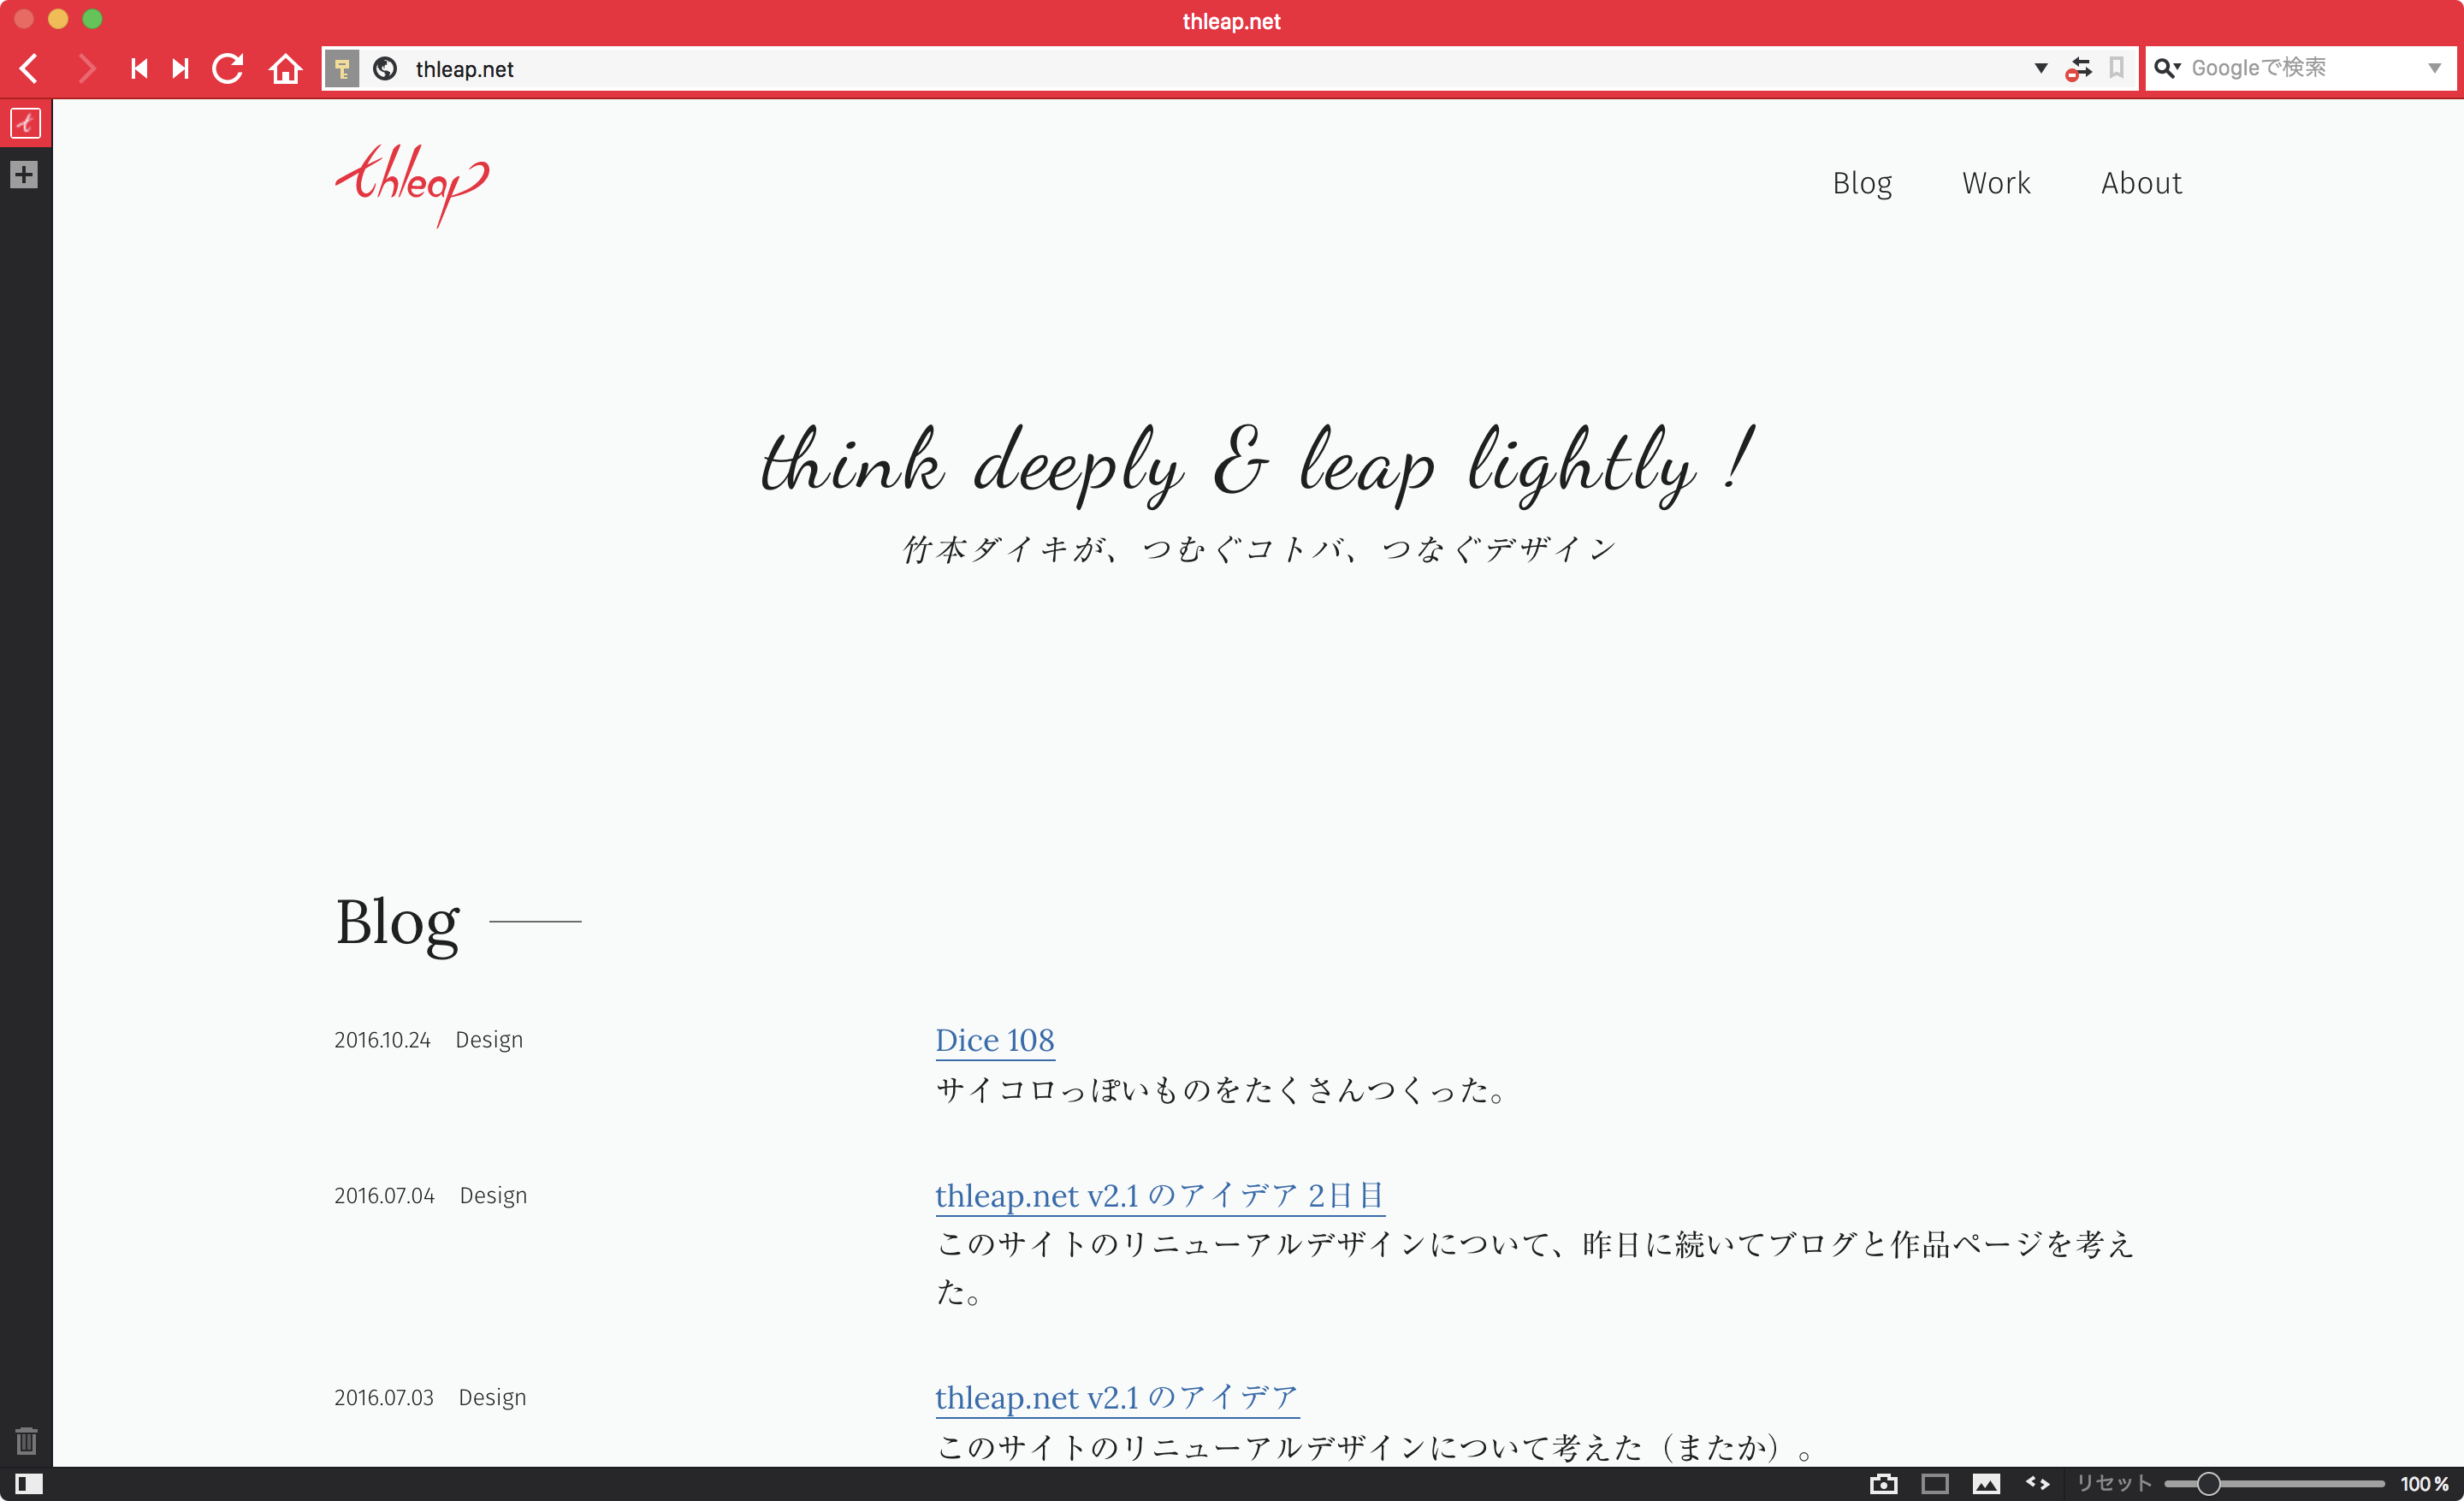 thleap.net
thleap.net
Googleで検索
thleap
Blog Work About
think deeply & leap lightly !
竹本ダイキが、つむぐコトバ、つなぐデザイン
Blog
2016.10.24 Design
Dice 108
サイコロっぽいものをたくさんつくった。
2016.07.04 Design
thleap.net v2.1 のアイデア 2日目
このサイトのリニューアルデザインについて、昨日に続いてブログと作品ページを考え
た。
2016.07.03 Design
thleap.net v2.1 のアイデア
このサイトのリニューアルデザインについて考えた（またか）。
リセット 100 %